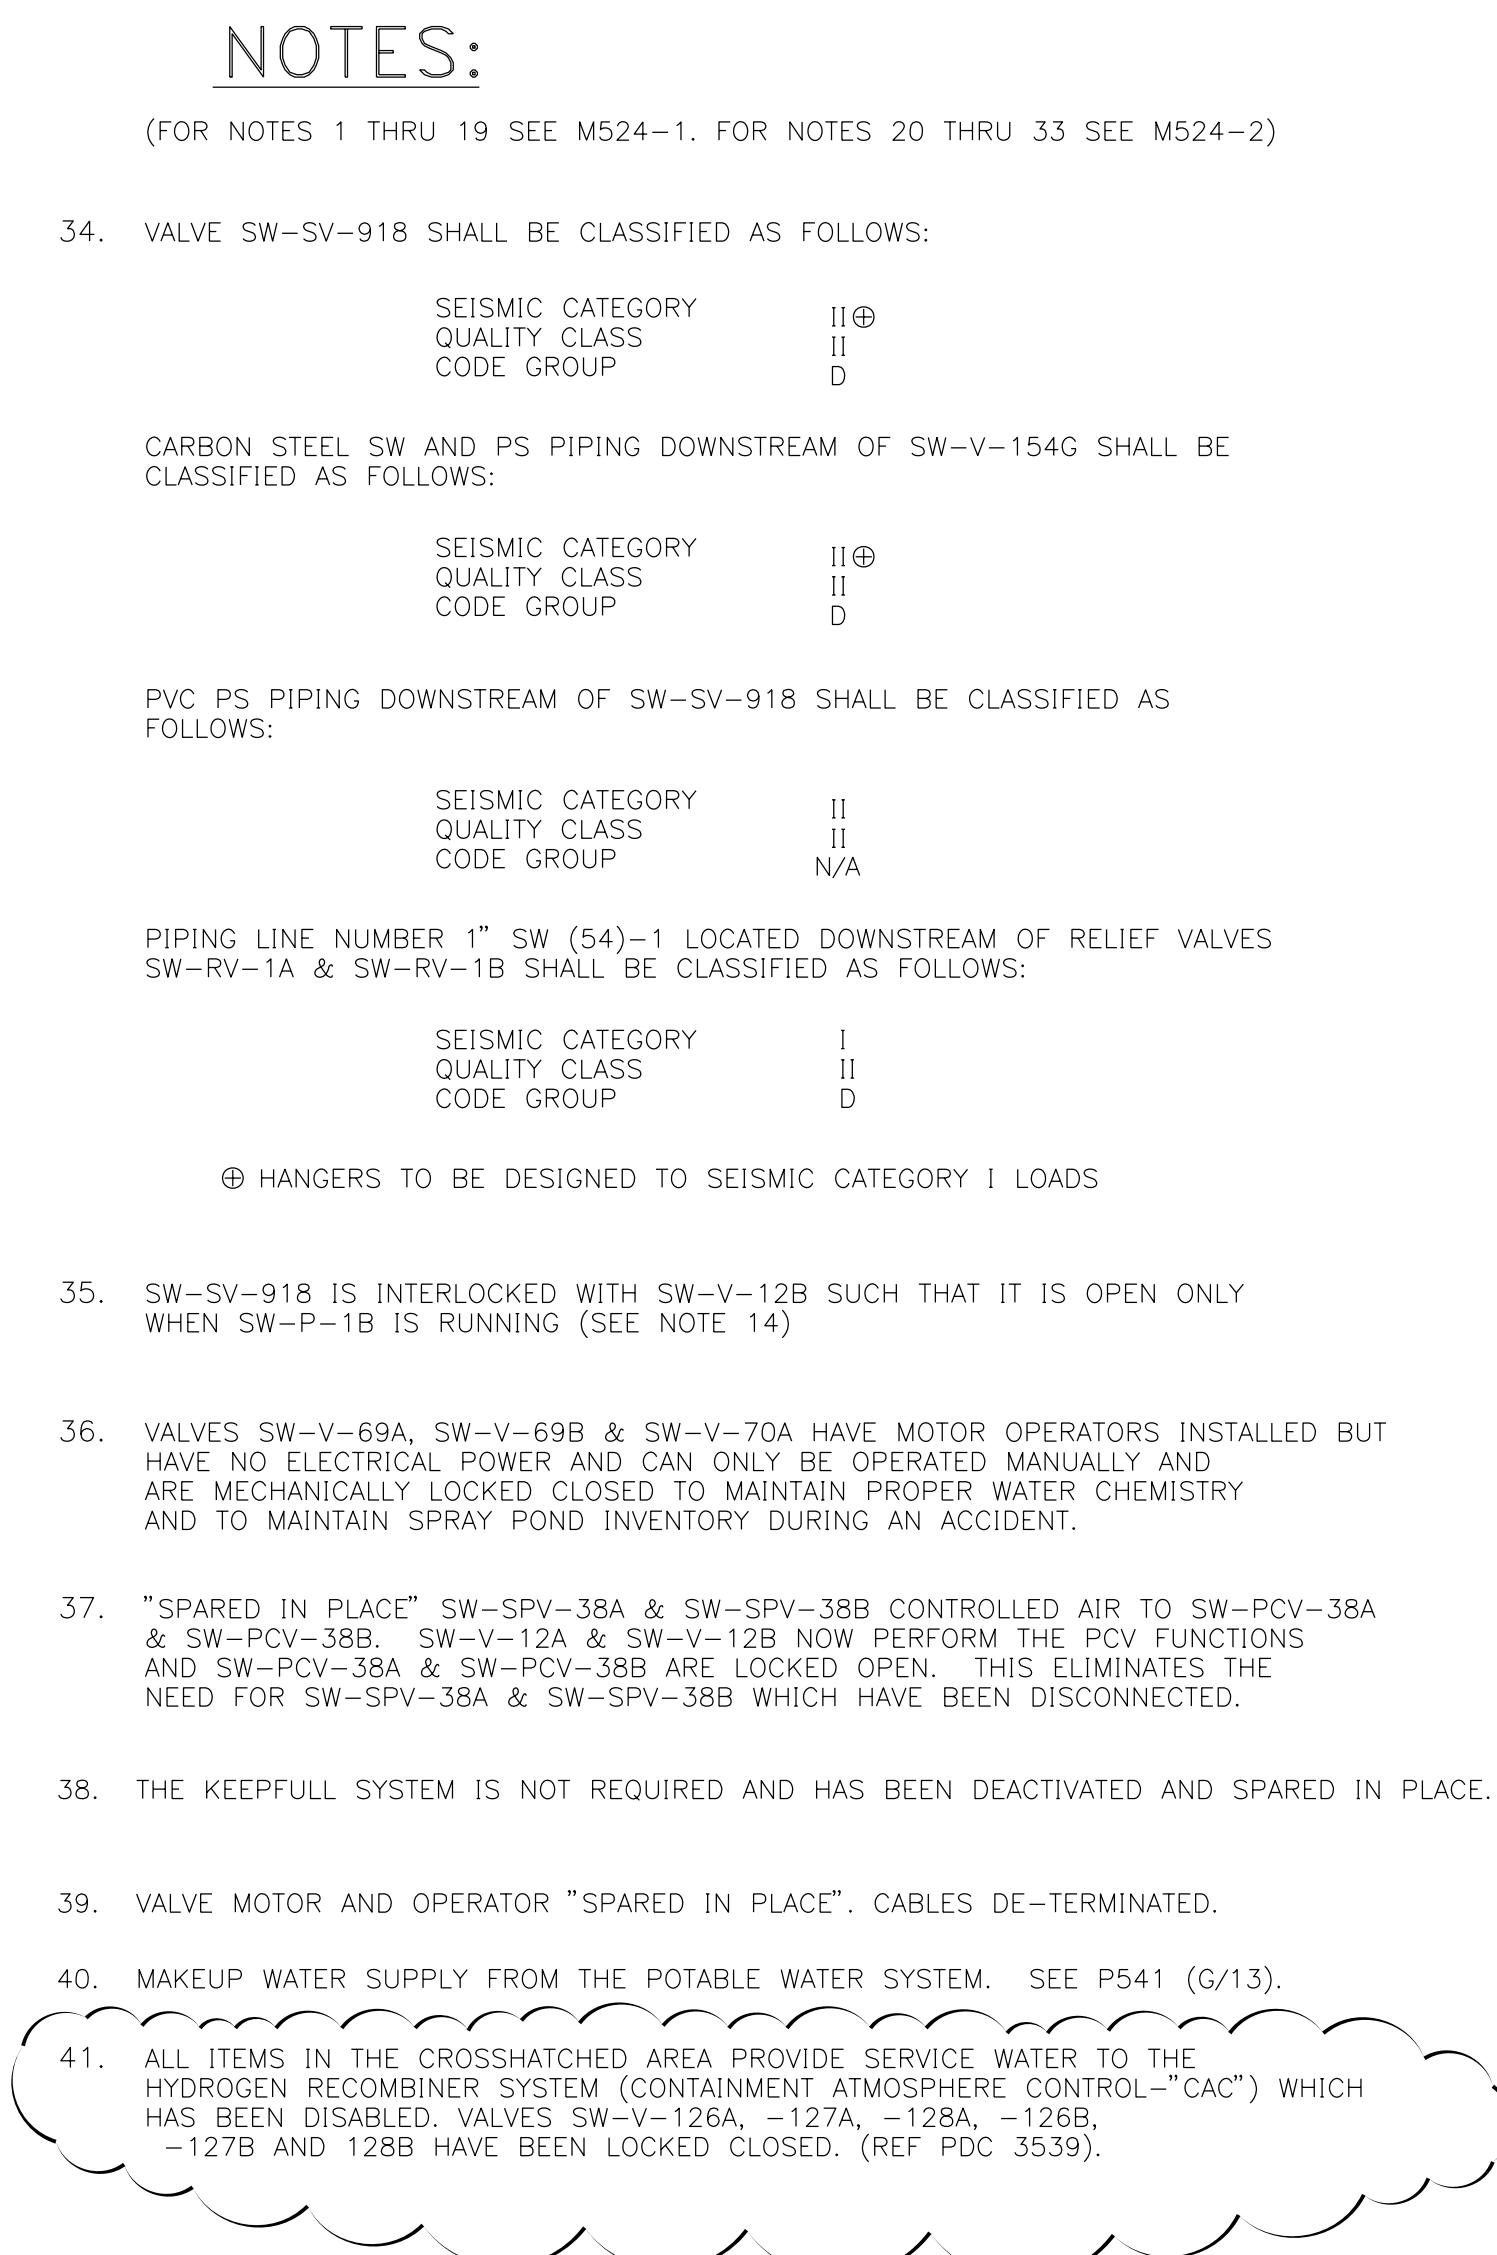 NOTES:
(FOR NOTES 1 THRU 19 SEE M524-1. FOR NOTES 20 THRU 33 SEE M524-2)
34. VALVE SW-SV-918 SHALL BE CLASSIFIED AS FOLLOWS:
SEISMIC CATEGORY II⊕
QUALITY CLASS II
CODE GROUP D
CARBON STEEL SW AND PS PIPING DOWNSTREAM OF SW-V-154G SHALL BE
CLASSIFIED AS FOLLOWS:
SEISMIC CATEGORY II⊕
QUALITY CLASS II
CODE GROUP D
PVC PS PIPING DOWNSTREAM OF SW-SV-918 SHALL BE CLASSIFIED AS
FOLLOWS:
SEISMIC CATEGORY II
QUALITY CLASS II
CODE GROUP N/A
PIPING LINE NUMBER 1" SW (54)-1 LOCATED DOWNSTREAM OF RELIEF VALVES
SW-RV-1A & SW-RV-1B SHALL BE CLASSIFIED AS FOLLOWS:
SEISMIC CATEGORY I
QUALITY CLASS II
CODE GROUP D
⊕ HANGERS TO BE DESIGNED TO SEISMIC CATEGORY I LOADS
35. SW-SV-918 IS INTERLOCKED WITH SW-V-12B SUCH THAT IT IS OPEN ONLY
WHEN SW-P-1B IS RUNNING (SEE NOTE 14)
36. VALVES SW-V-69A, SW-V-69B & SW-V-70A HAVE MOTOR OPERATORS INSTALLED BUT
HAVE NO ELECTRICAL POWER AND CAN ONLY BE OPERATED MANUALLY AND
ARE MECHANICALLY LOCKED CLOSED TO MAINTAIN PROPER WATER CHEMISTRY
AND TO MAINTAIN SPRAY POND INVENTORY DURING AN ACCIDENT.
37. "SPARED IN PLACE" SW-SPV-38A & SW-SPV-38B CONTROLLED AIR TO SW-PCV-38A
& SW-PCV-38B. SW-V-12A & SW-V-12B NOW PERFORM THE PCV FUNCTIONS
AND SW-PCV-38A & SW-PCV-38B ARE LOCKED OPEN. THIS ELIMINATES THE
NEED FOR SW-SPV-38A & SW-SPV-38B WHICH HAVE BEEN DISCONNECTED.
38. THE KEEPFULL SYSTEM IS NOT REQUIRED AND HAS BEEN DEACTIVATED AND SPARED IN PLACE.
39. VALVE MOTOR AND OPERATOR "SPARED IN PLACE". CABLES DE-TERMINATED.
40. MAKEUP WATER SUPPLY FROM THE POTABLE WATER SYSTEM. SEE P541 (G/13).
41. ALL ITEMS IN THE CROSSHATCHED AREA PROVIDE SERVICE WATER TO THE
HYDROGEN RECOMBINER SYSTEM (CONTAINMENT ATMOSPHERE CONTROL-"CAC") WHICH
HAS BEEN DISABLED. VALVES SW-V-126A, -127A, -128A, -126B,
-127B AND 128B HAVE BEEN LOCKED CLOSED. (REF PDC 3539).